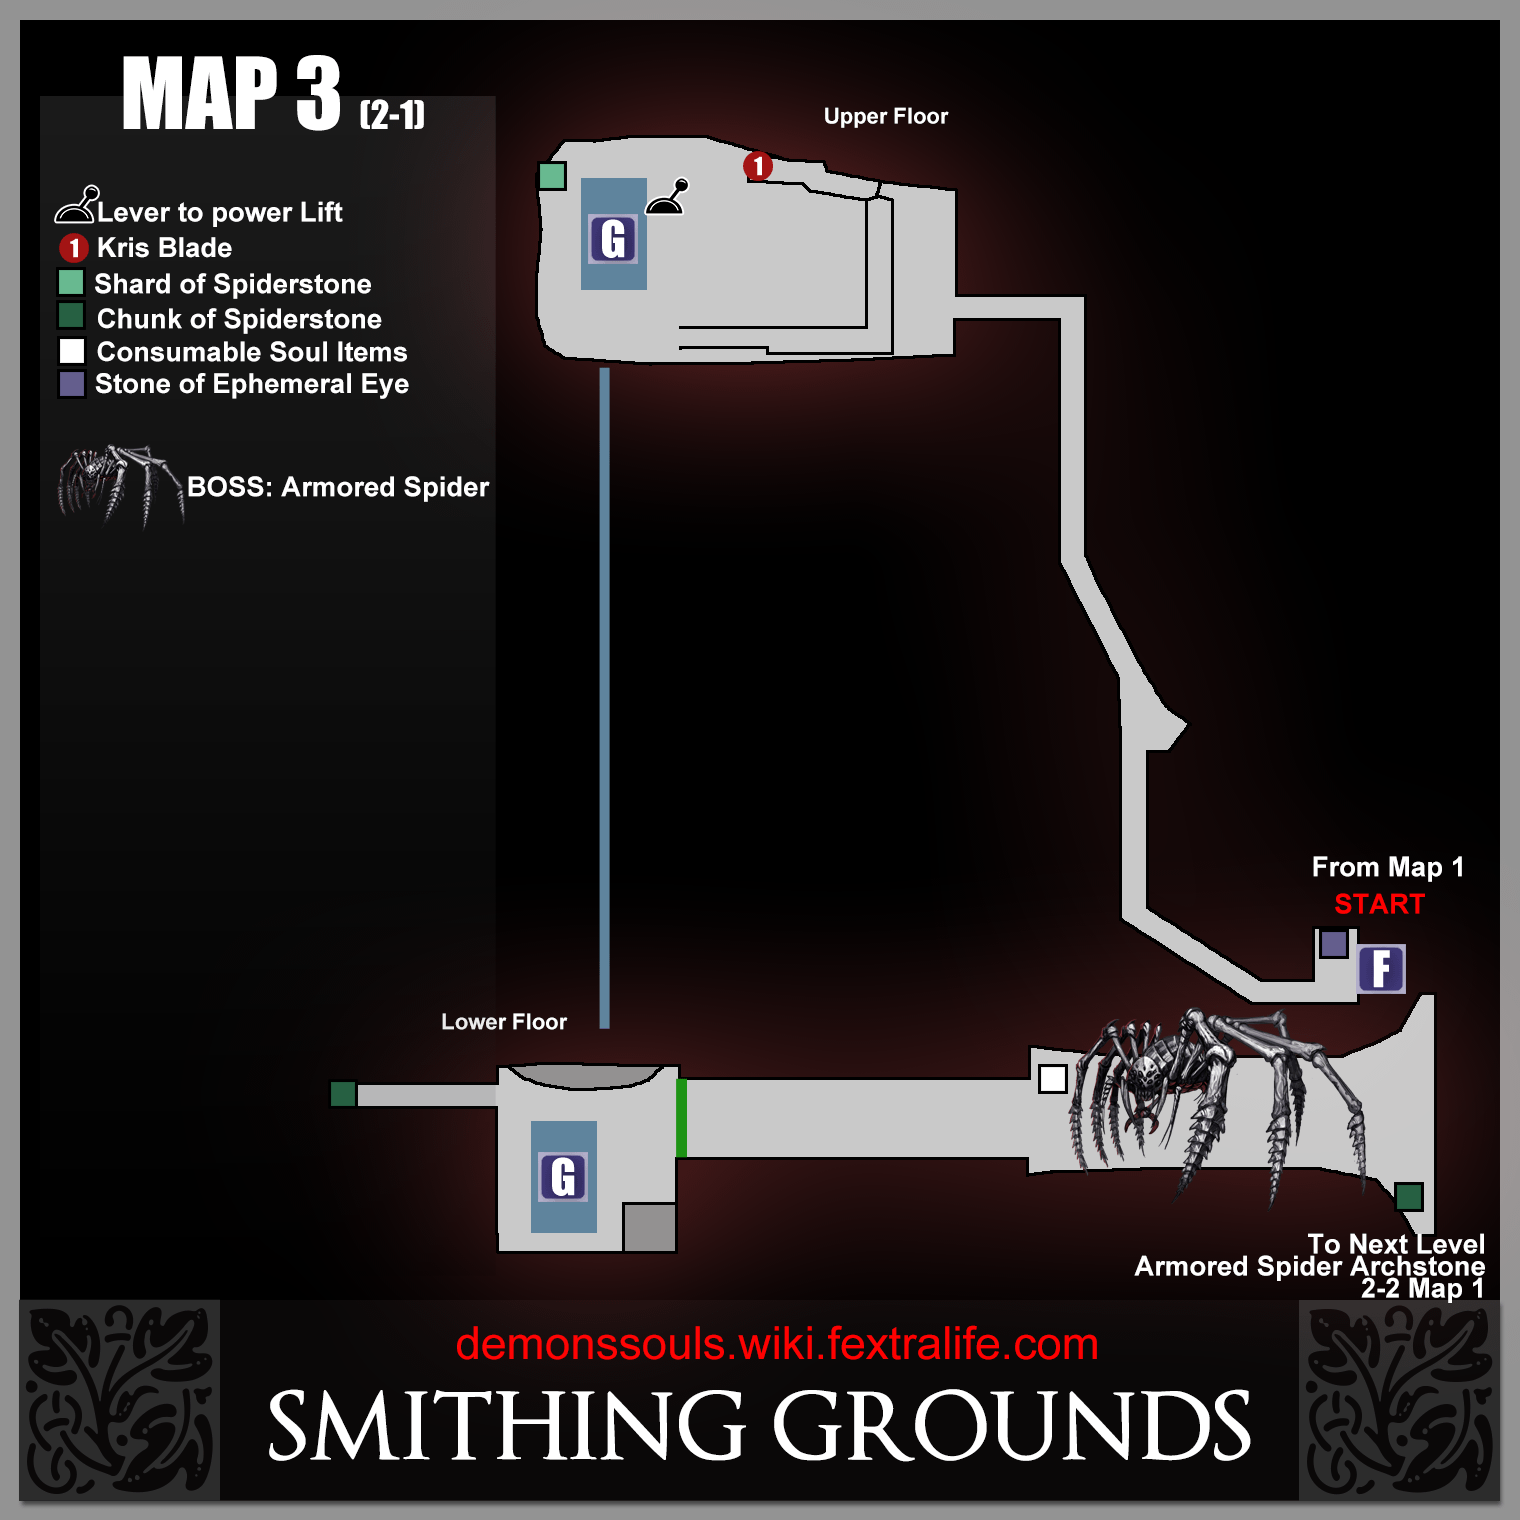 MAP 3 (2-1)
Upper Floor
Lever to power Lift
1 Kris Blade
Shard of Spiderstone
Chunk of Spiderstone
Consumable Soul Items
Stone of Ephemeral Eye
BOSS: Armored Spider
1
G
From Map 1
START
F
Lower Floor
G
To Next Level
Armored Spider Archstone
2-2 Map 1
demonssouls.wiki.fextralife.com
SMITHING GROUNDS